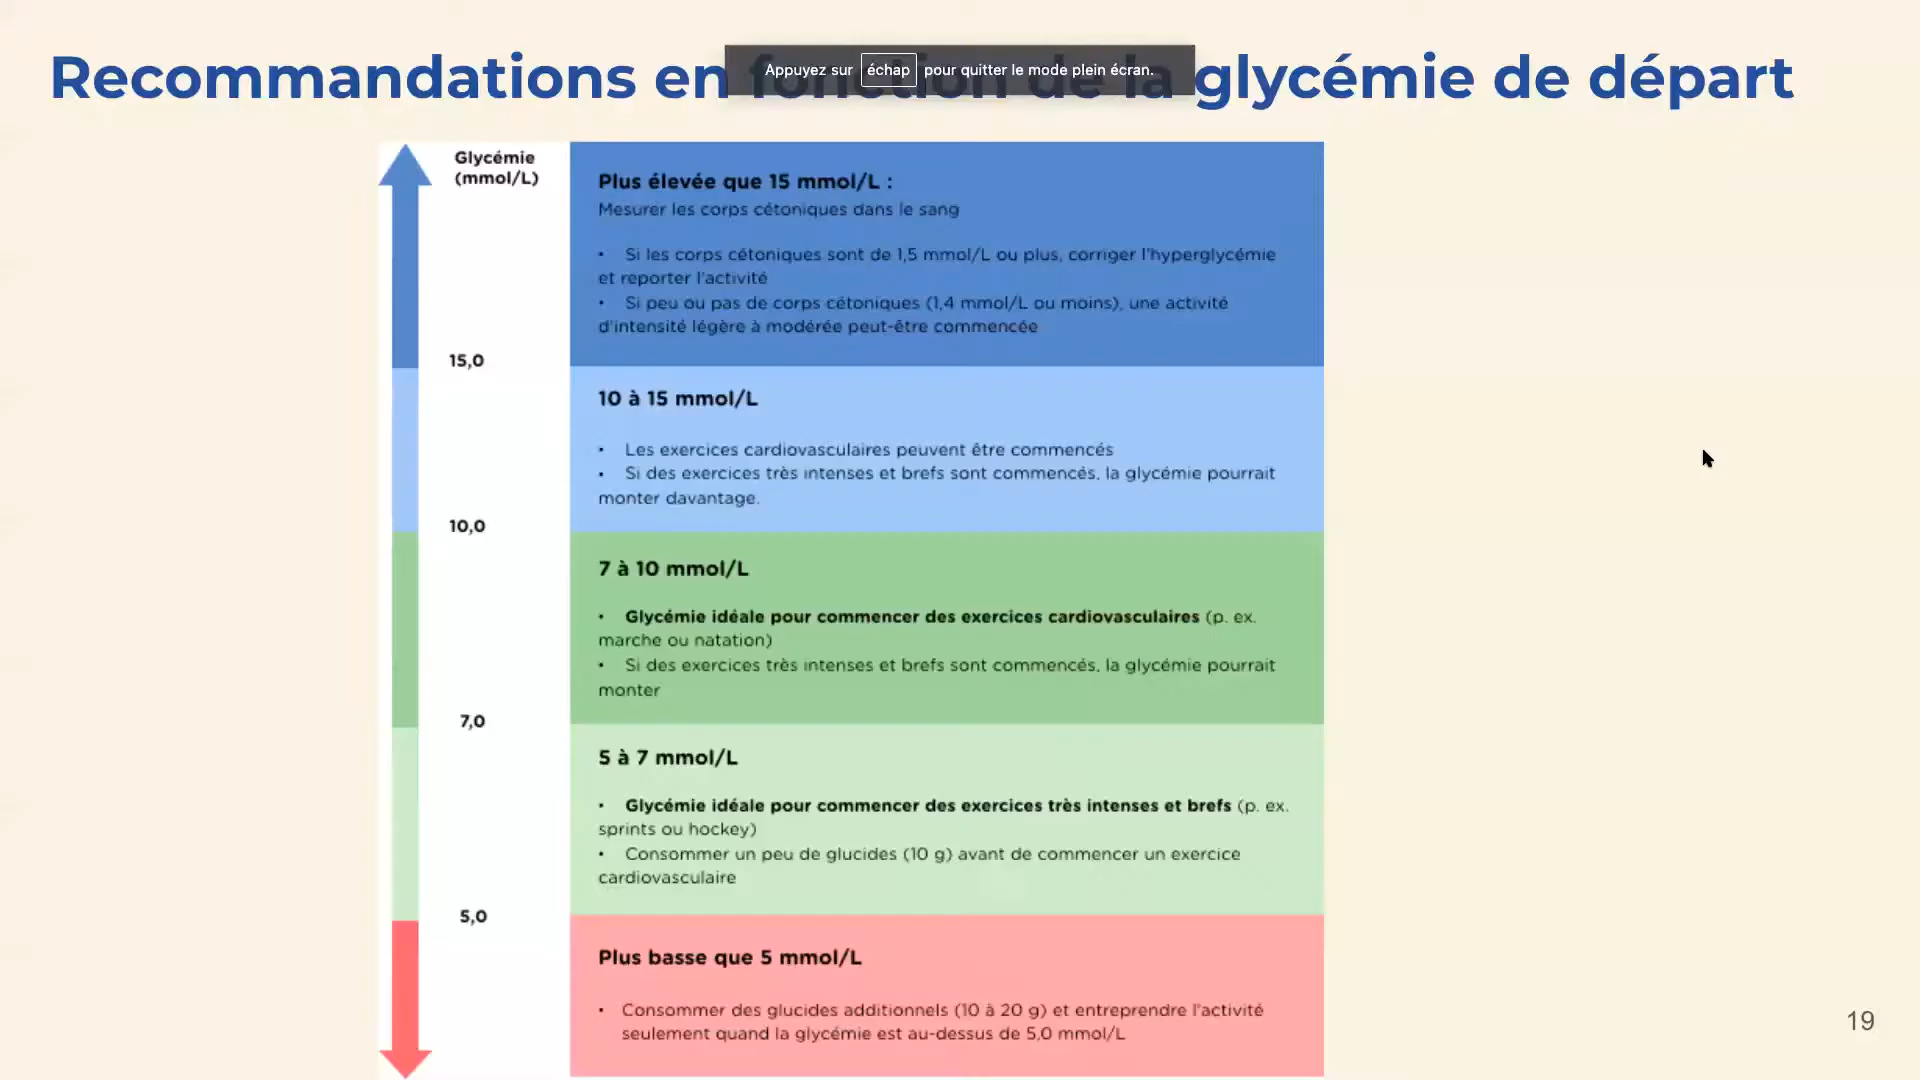 Recommandations en fonction de la glycémie de départ
Appuyez sur échap pour quitter le mode plein écran.
Glycémie
(mmol/L)
Plus élevée que 15 mmol/L :
Mesurer les corps cétoniques dans le sang
• Si les corps cétoniques sont de 1,5 mmol/L ou plus, corriger l'hyperglycémie
et reporter l'activité
• Si peu ou pas de corps cétoniques (1,4 mmol/L ou moins), une activité
d'intensité légère à modérée peut-être commencée
15,0
10 à 15 mmol/L
• Les exercices cardiovasculaires peuvent être commencés
• Si des exercices très intenses et brefs sont commencés, la glycémie pourrait
monter davantage.
10,0
7 à 10 mmol/L
• Glycémie idéale pour commencer des exercices cardiovasculaires (p. ex.
marche ou natation)
• Si des exercices très intenses et brefs sont commencés, la glycémie pourrait
monter
7,0
5 à 7 mmol/L
• Glycémie idéale pour commencer des exercices très intenses et brefs (p. ex.
sprints ou hockey)
• Consommer un peu de glucides (10 g) avant de commencer un exercice
cardiovasculaire
5,0
Plus basse que 5 mmol/L
• Consommer des glucides additionnels (10 à 20 g) et entreprendre l'activité
seulement quand la glycémie est au-dessus de 5,0 mmol/L
19